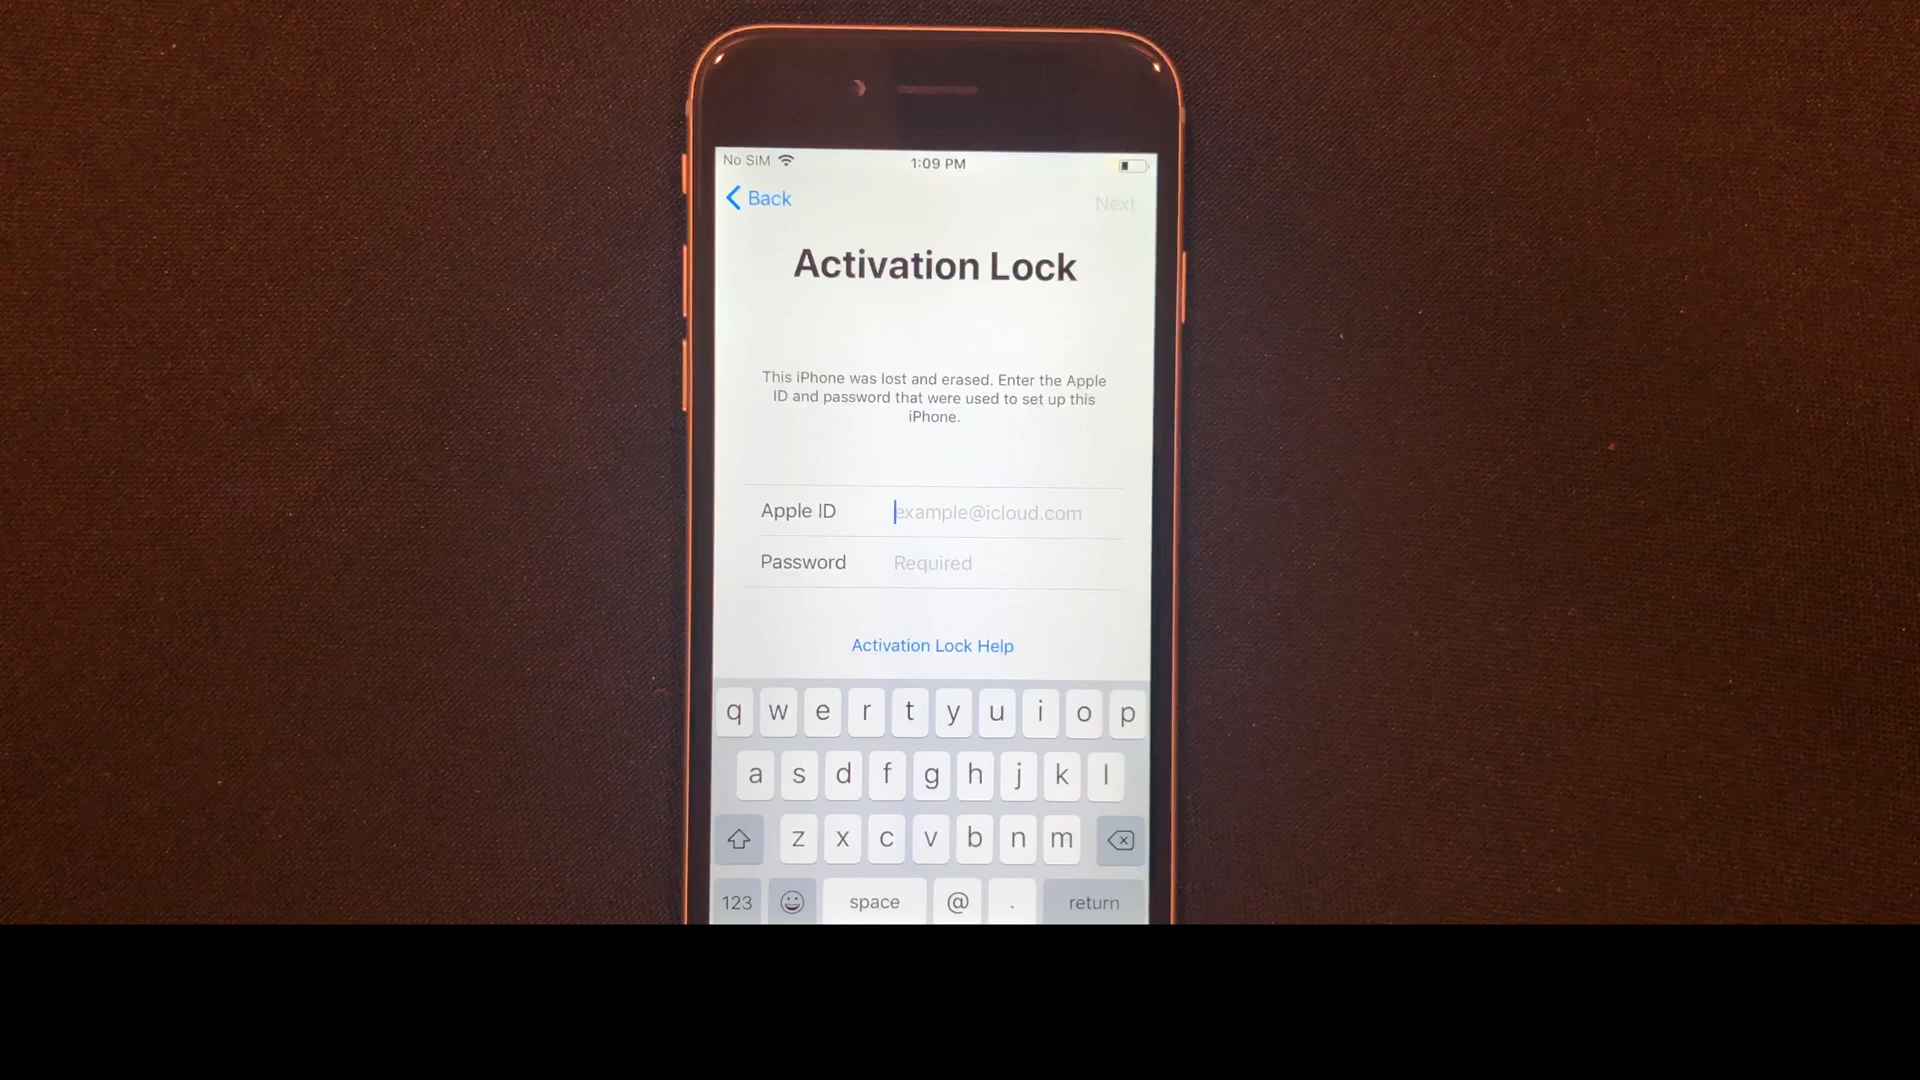 No SIM 1:09 PM
Back Next
Activation Lock
This iPhone was lost and erased. Enter the Apple
ID and password that were used to set up this
iPhone.
Apple ID example@icloud.com
Password Required
Activation Lock Help
q w e r t y u i o p
a s d f g h j k l
z x c v b n m
123 space @ . return